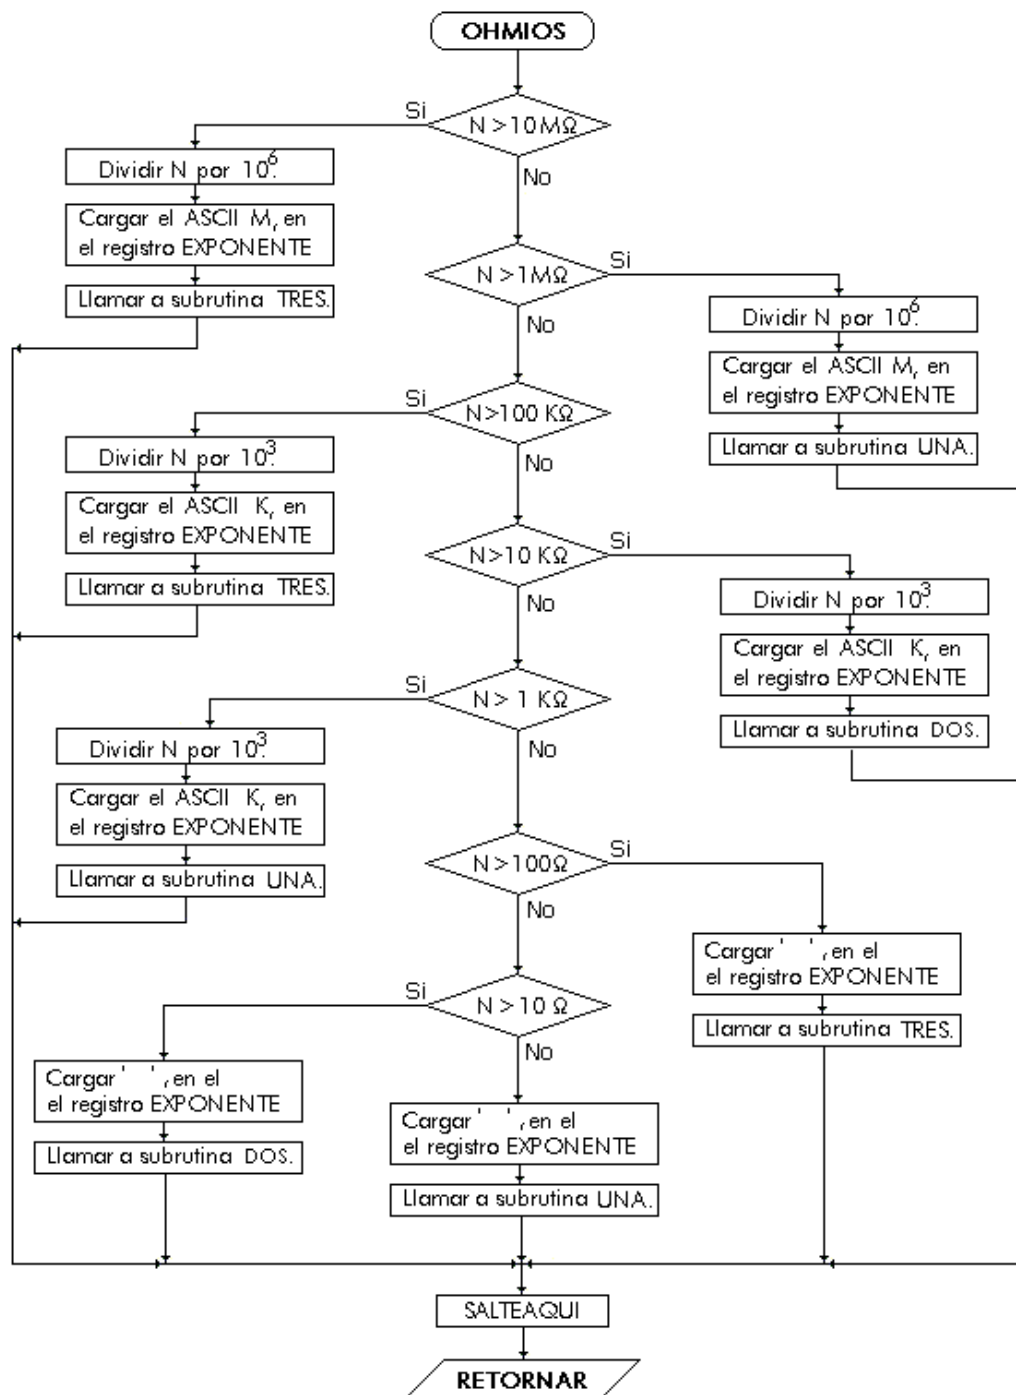 OHMIOS
Si
N >10MΩ
No
Dividir N por 10⁶.
Cargar el ASCII M, en
el registro EXPONENTE
Llamar a subrutina TRES.
N >1MΩ
Si
No
Dividir N por 10⁶.
Cargar el ASCII M, en
el registro EXPONENTE
Llamar a subrutina UNA.
Si
N>100 KΩ
No
Dividir N por 10³.
Cargar el ASCII K, en
el registro EXPONENTE
Llamar a subrutina TRES.
N>10 KΩ
Si
No
Dividir N por 10³.
Cargar el ASCII K, en
el registro EXPONENTE
Llamar a subrutina DOS.
Si
N> 1 KΩ
No
Dividir N por 10³.
Cargar el ASCII K, en
el registro EXPONENTE
Llamar a subrutina UNA.
N >100Ω
Si
No
Cargar ' ', en el
el registro EXPONENTE
Llamar a subrutina TRES.
Si
N >10 Ω
No
Cargar ' ', en el
el registro EXPONENTE
Llamar a subrutina DOS.
Cargar ' ', en el
el registro EXPONENTE
Llamar a subrutina UNA.
SALTEAQUI
RETORNAR